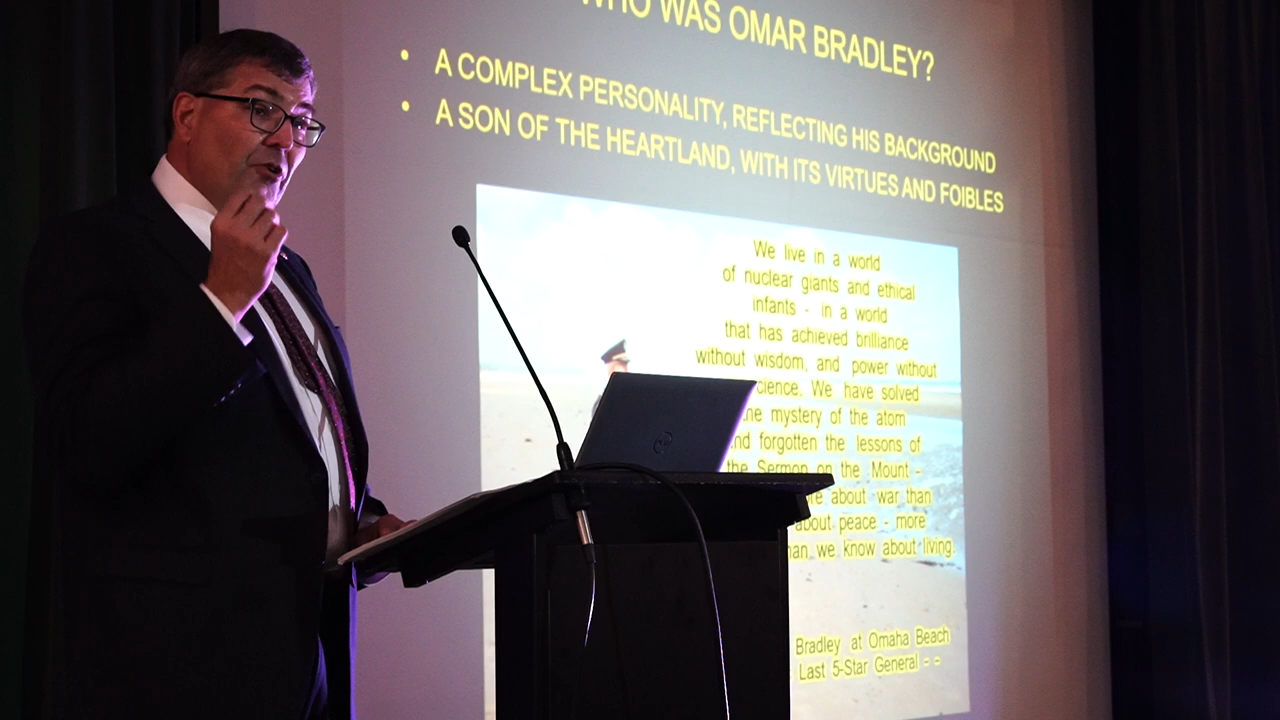 WHO WAS OMAR BRADLEY?
• A COMPLEX PERSONALITY, REFLECTING HIS BACKGROUND
• A SON OF THE HEARTLAND, WITH ITS VIRTUES AND FOIBLES
We live in a world
of nuclear giants and ethical
infants - in a world
that has achieved brilliance
without wisdom, and power without
We have solved
mystery of the atom
forgotten the lessons of
the Sermon on the Mount -
about war than
about peace - more
we know about living.
Bradley at Omaha Beach
Last 5-Star General - -